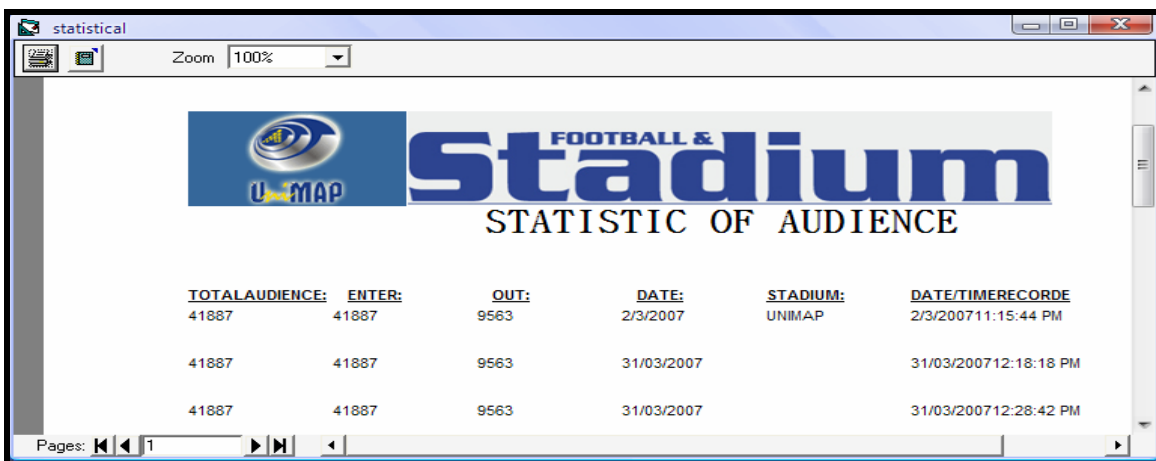 statistical
Zoom 100%
UniMAP
FOOTBALL &
Stadium
STATISTIC OF AUDIENCE
TOTALAUDIENCE: ENTER: OUT: DATE: STADIUM: DATE/TIMERECORDE
41887 41887 9563 2/3/2007 UNIMAP 2/3/200711:15:44 PM
41887 41887 9563 31/03/2007 31/03/200712:18:18 PM
41887 41887 9563 31/03/2007 31/03/200712:28:42 PM
Pages: 1